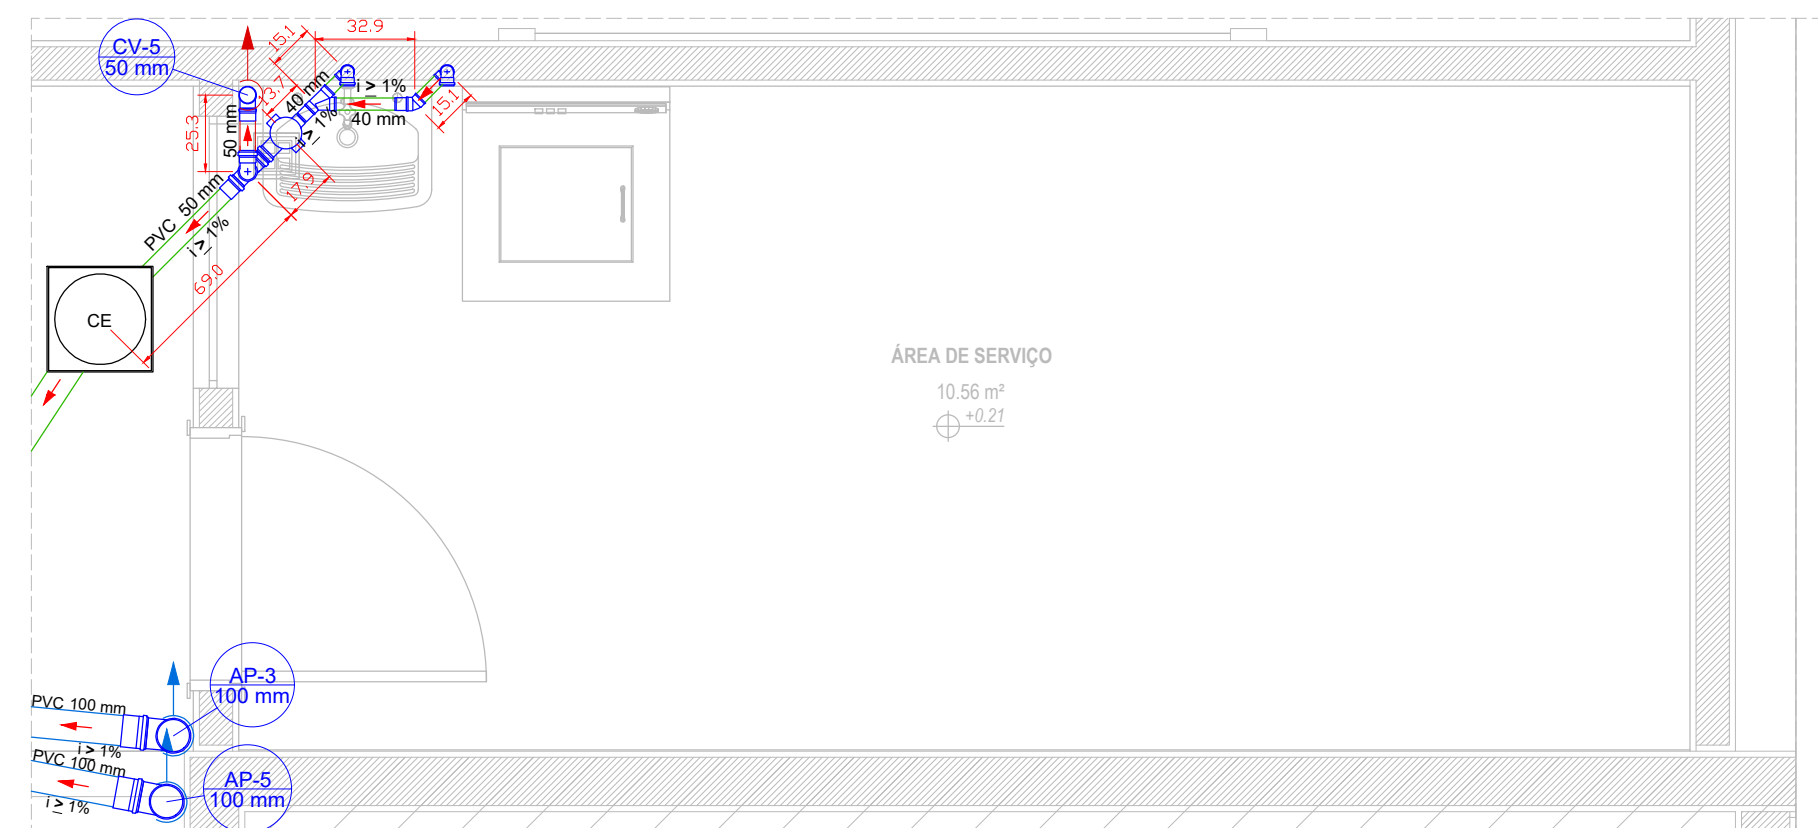 CV-5
50 mm
15.1
32.9
13.7
40 mm
i ≥ 1%
40 mm
15.1
i ≥ 1%
25.3
50 mm
17.9
PVC 50 mm
i ≥ 1%
69.0
CE
ÁREA DE SERVIÇO
10.56 m²
+0.21
AP-3
100 mm
PVC 100 mm
i ≥ 1%
PVC 100 mm
i ≥ 1%
AP-5
100 mm